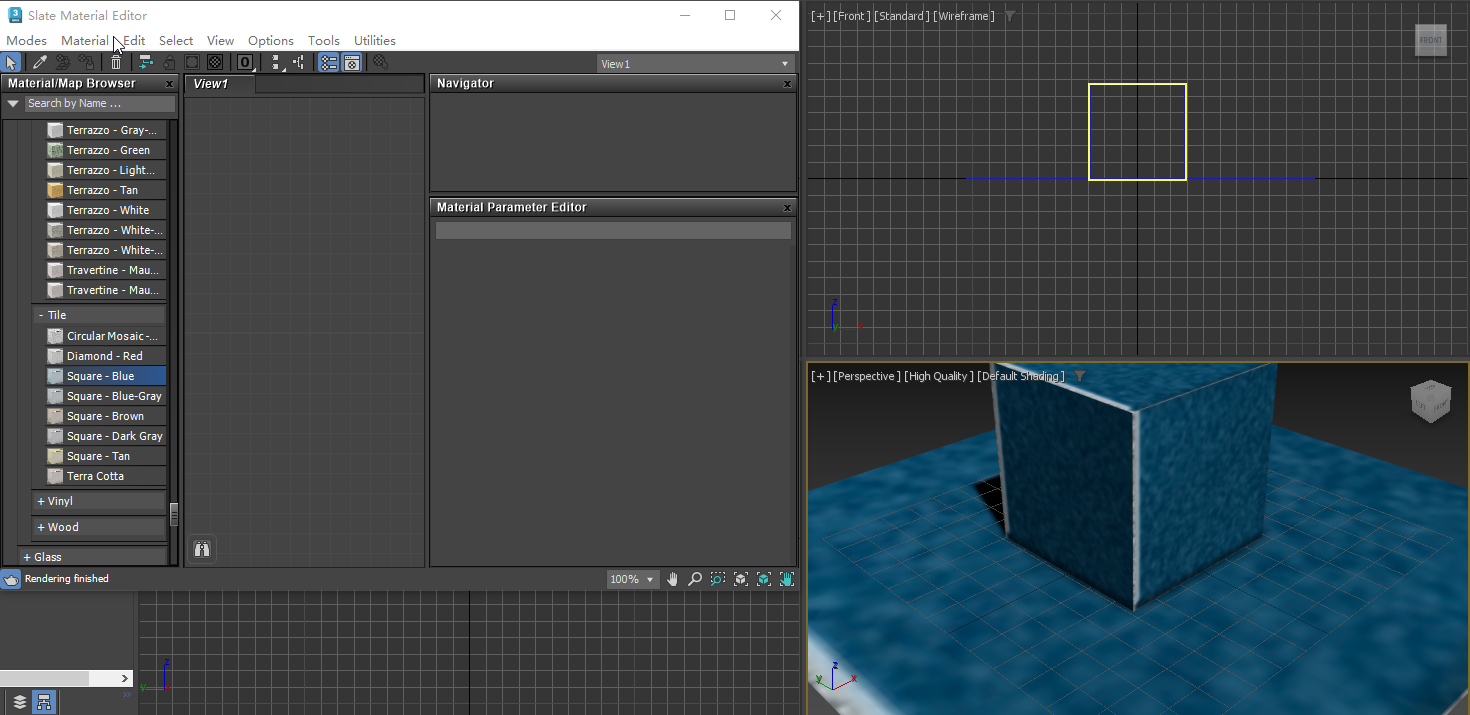 Slate Material Editor
Modes Material Edit Select View Options Tools Utilities
View1
Material/Map Browser
Search by Name ...
Terrazzo - Gray-...
Terrazzo - Green
Terrazzo - Light...
Terrazzo - Tan
Terrazzo - White
Terrazzo - White-...
Terrazzo - White-...
Travertine - Mau...
Travertine - Mau...
- Tile
Circular Mosaic -...
Diamond - Red
Square - Blue
Square - Blue-Gray
Square - Brown
Square - Dark Gray
Square - Tan
Terra Cotta
+ Vinyl
+ Wood
+ Glass
View1
Navigator
Material Parameter Editor
Rendering finished
100%
[+] [Front] [Standard] [Wireframe]
FRONT
z
y x
[+] [Perspective] [High Quality] [Default Shading]
z
y x
z
y x